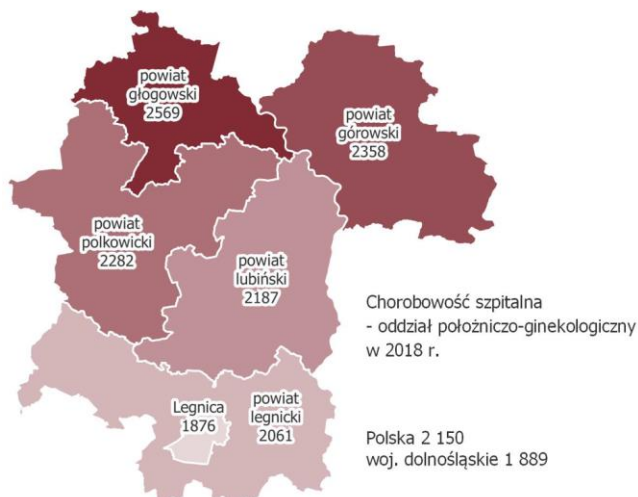 powiat
głogowski
2569
powiat
górowski
2358
powiat
polkowicki
2282
powiat
lubiński
2187
Chorobowość szpitalna
- oddział położniczo-ginekologiczny
w 2018 r.
Legnica
1876
powiat
legnicki
2061
Polska 2 150
woj. dolnośląskie 1 889